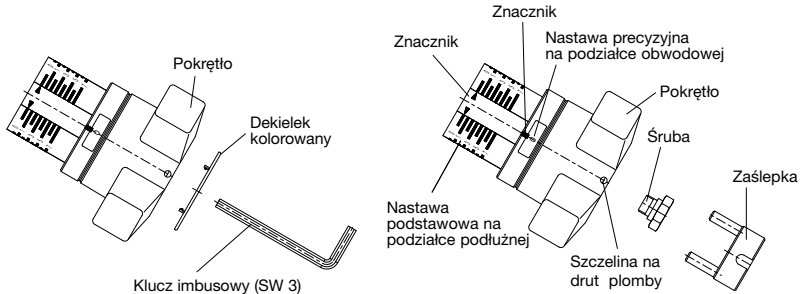 Pokrętło
Dekielek
kolorowany
Klucz imbusowy (SW 3)
Znacznik
Znacznik
Nastawa precyzyjna
na podziałce obwodowej
Pokrętło
Śruba
Zaślepka
Nastawa
podstawowa na
podziałce podłużnej
Szczelina na
drut plomby